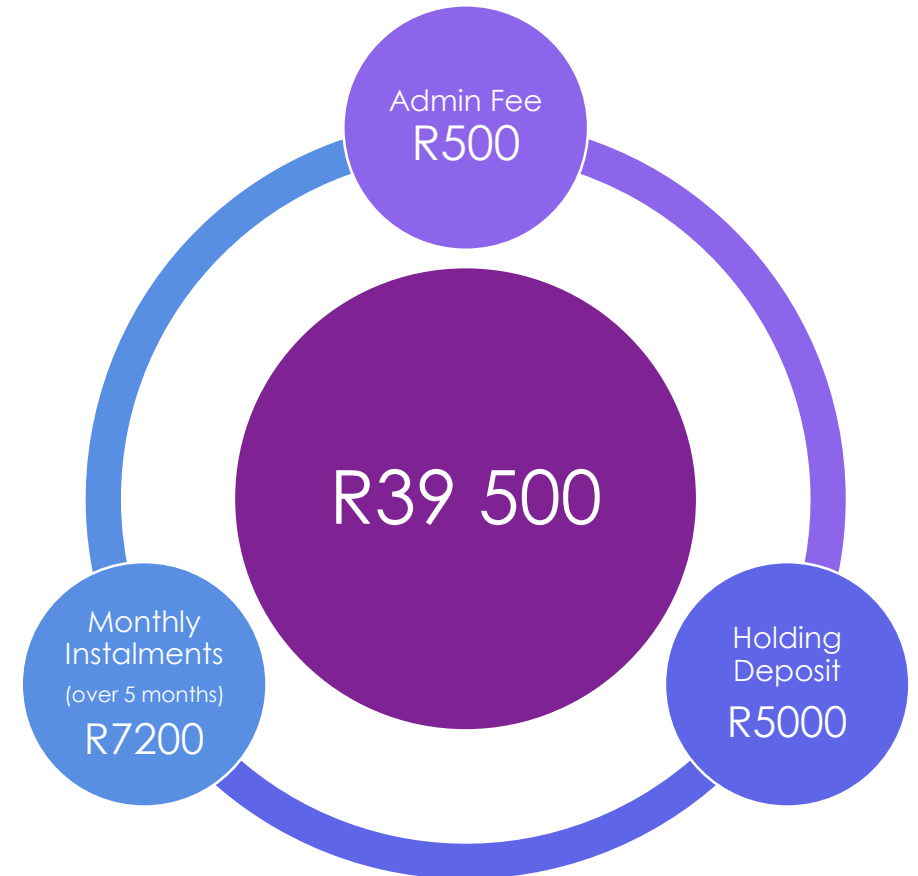 Admin Fee
R500
R39 500
Monthly
Instalments
(over 5 months)
R7200
Holding
Deposit
R5000